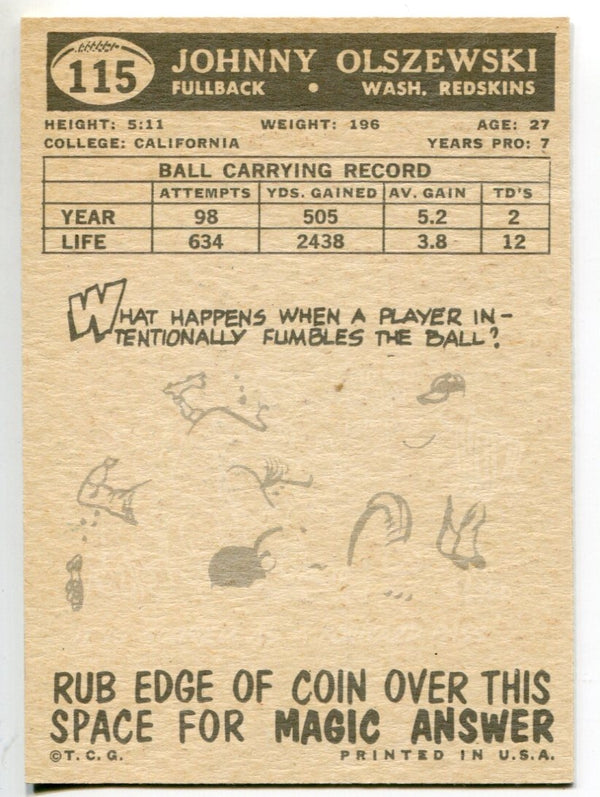 115 JOHNNY OLSZEWSKI
FULLBACK • WASH. REDSKINS
HEIGHT: 5:11 WEIGHT: 196 AGE: 27
COLLEGE: CALIFORNIA YEARS PRO: 7
BALL CARRYING RECORD
ATTEMPTS YDS. GAINED AV. GAIN TD'S
YEAR 98 505 5.2 2
LIFE 634 2438 3.8 12
WHAT HAPPENS WHEN A PLAYER IN-
TENTIONALLY FUMBLES THE BALL?
RUB EDGE OF COIN OVER THIS
SPACE FOR MAGIC ANSWER
©T.C.G. PRINTED IN U.S.A.